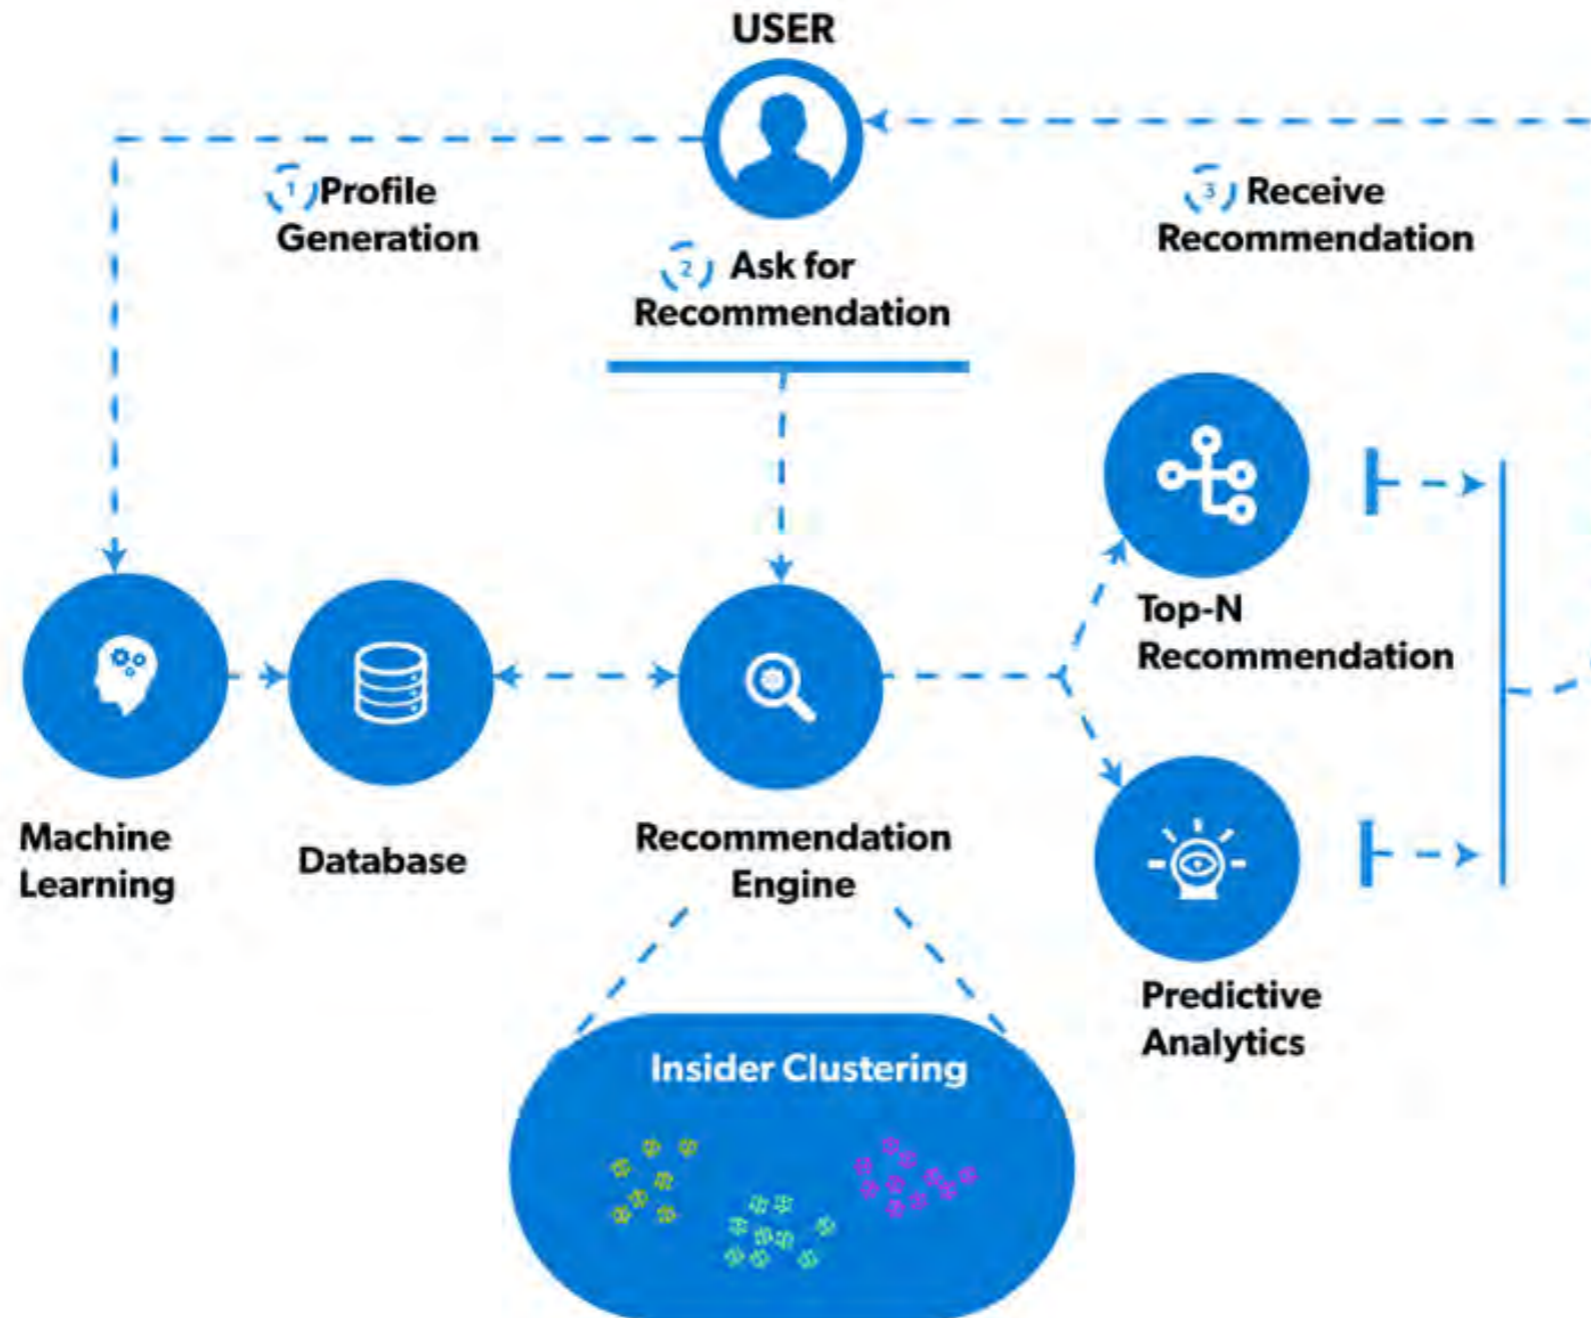 USER
1 Profile
Generation
2 Ask for
Recommendation
3 Receive
Recommendation
Top-N
Recommendation
Machine
Learning
Database
Recommendation
Engine
Predictive
Analytics
Insider Clustering